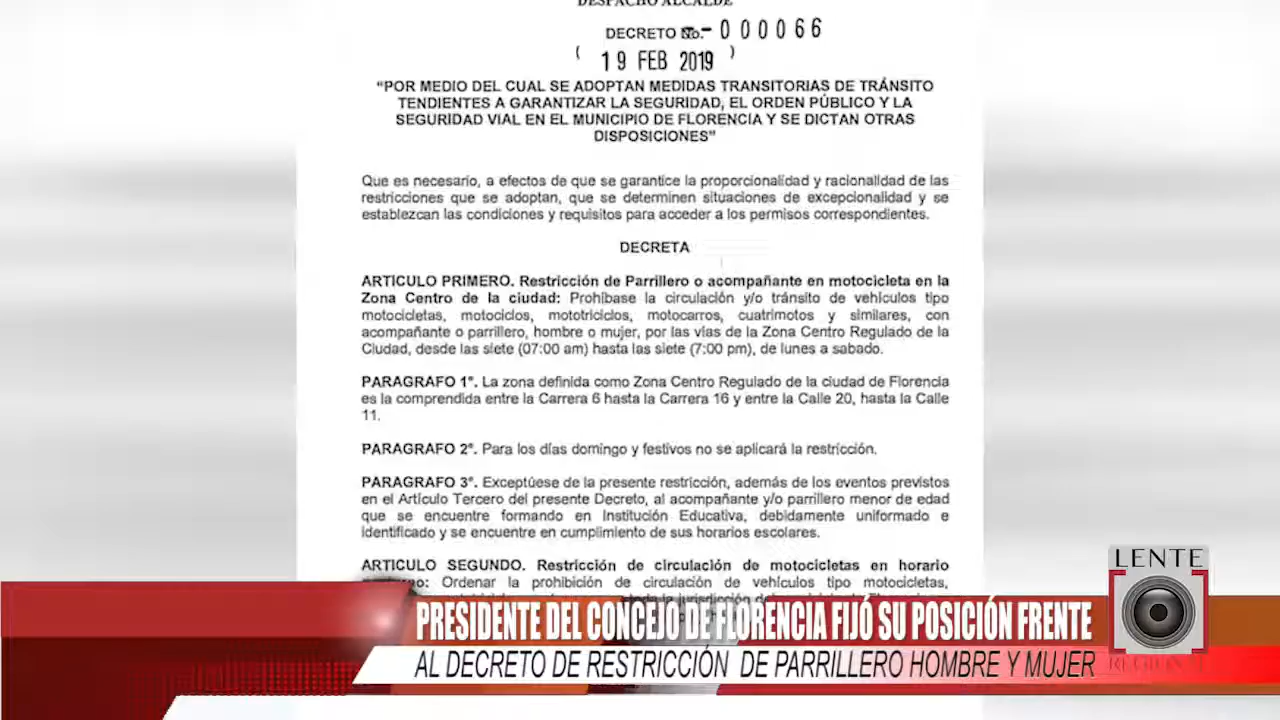 DESPACHO ALCALDE
DECRETO No. - 000066
( 19 FEB 2019 )
“POR MEDIO DEL CUAL SE ADOPTAN MEDIDAS TRANSITORIAS DE TRÁNSITO
TENDIENTES A GARANTIZAR LA SEGURIDAD, EL ORDEN PÚBLICO Y LA
SEGURIDAD VIAL EN EL MUNICIPIO DE FLORENCIA Y SE DICTAN OTRAS
DISPOSICIONES”
Que es necesario, a efectos de que se garantice la proporcionalidad y racionalidad de las
restricciones que se adoptan, que se determinen situaciones de excepcionalidad y se
establezcan las condiciones y requisitos para acceder a los permisos correspondientes.
DECRETA
ARTICULO PRIMERO. Restricción de Parrillero o acompañante en motocicleta en la
Zona Centro de la ciudad: Prohíbase la circulación y/o tránsito de vehículos tipo
motocicletas, motociclos, mototriciclos, motocarros, cuatrimotos y similares, con
acompañante o parrillero, hombre o mujer, por las vías de la Zona Centro Regulado de la
Ciudad, desde las siete (07:00 am) hasta las siete (7:00 pm), de lunes a sabado.
PARAGRAFO 1°. La zona definida como Zona Centro Regulado de la ciudad de Florencia
es la comprendida entre la Carrera 6 hasta la Carrera 16 y entre la Calle 20, hasta la Calle
11.
PARAGRAFO 2°. Para los días domingo y festivos no se aplicará la restricción.
PARAGRAFO 3°. Exceptúese de la presente restricción, además de los eventos previstos
en el Artículo Tercero del presente Decreto, al acompañante y/o parrillero menor de edad
que se encuentre formando en Institución Educativa, debidamente uniformado e
identificado y se encuentre en cumplimiento de sus horarios escolares.
ARTICULO SEGUNDO. Restricción de circulación de motocicletas en horario
Ordenar la prohibición de circulación de vehículos tipo motocicletas,
la jurisdicción
PRESIDENTE DEL CONCEJO DE FLORENCIA FIJÓ SU POSICIÓN FRENTE
AL DECRETO DE RESTRICCIÓN DE PARRILLERO HOMBRE Y MUJER
LENTE
REGIONAL